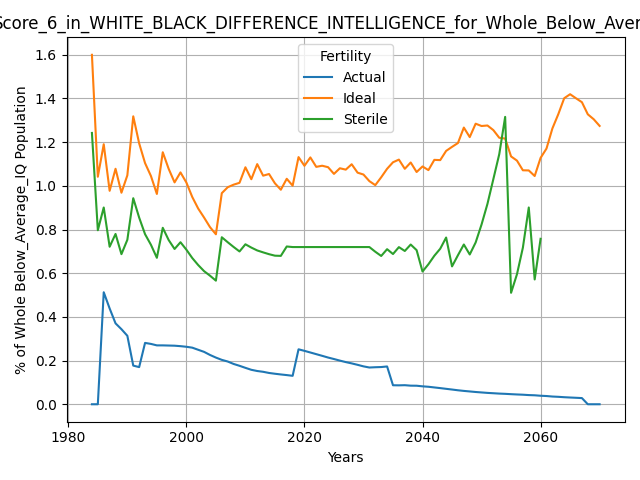 Score_6_in_WHITE_BLACK_DIFFERENCE_INTELLIGENCE_for_Whole_Below_Aver
Fertility
Actual
Ideal
Sterile
% of Whole Below_Average_IQ Population
1.6
1.4
1.2
1.0
0.8
0.6
0.4
0.2
0.0
1980 2000 2020 2040 2060
Years